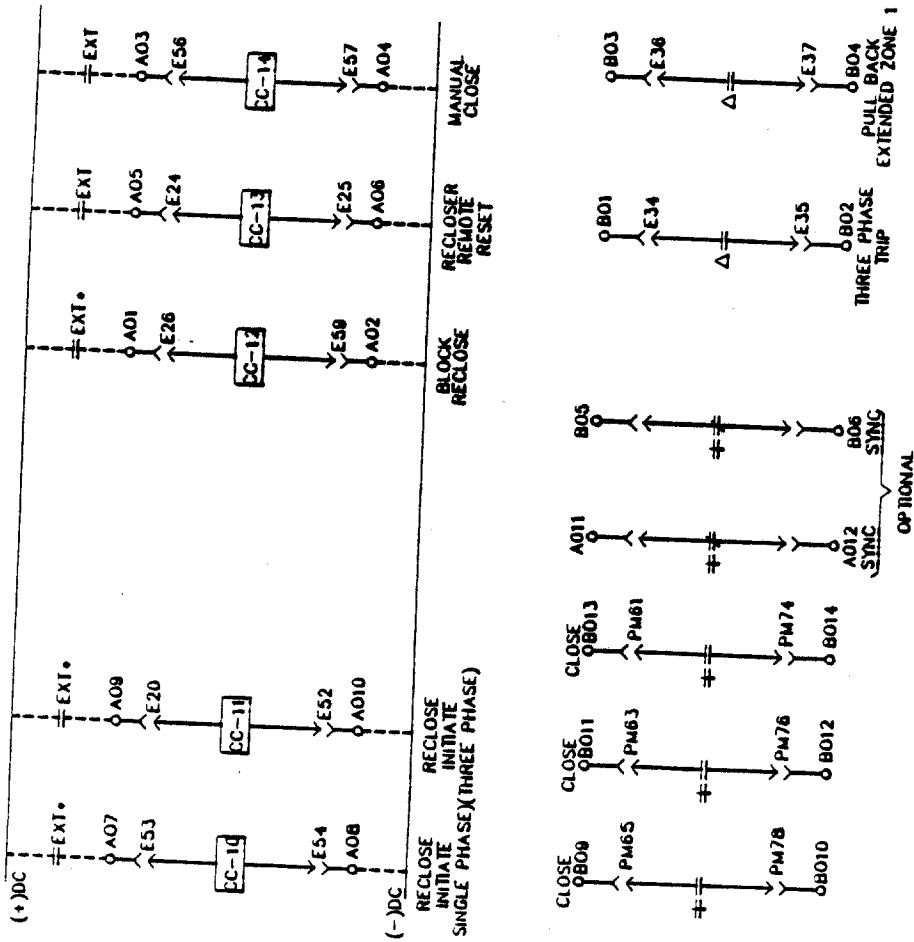 (+)DC
EXT•
A07
E53
CC-10
E54
A08
(-)DC
RECLOSE
INITIATE
SINGLE PHASE)
EXT•
A09
E20
CC-11
E52
A010
RECLOSE
INITIATE
(THREE PHASE)
EXT•
A01
E26
CC-12
E59
A02
BLOCK
RECLOSE
EXT
A05
E24
CC-13
E25
A06
RECLOSER
REMOTE
RESET
EXT
A03
E56
CC-14
E57
A04
MANUAL
CLOSE
CLOSE
B09
PM65
PM78
B010
CLOSE
B011
PM63
PM76
B012
CLOSE
B013
PM61
PM74
B014
A011
A012
SYNC
B05
B06
SYNC
OPTIONAL
B01
E34
Δ
E35
B02
THREE PHASE
TRIP
B03
E36
Δ
E37
B04
PULL BACK
EXTENDED ZONE 1